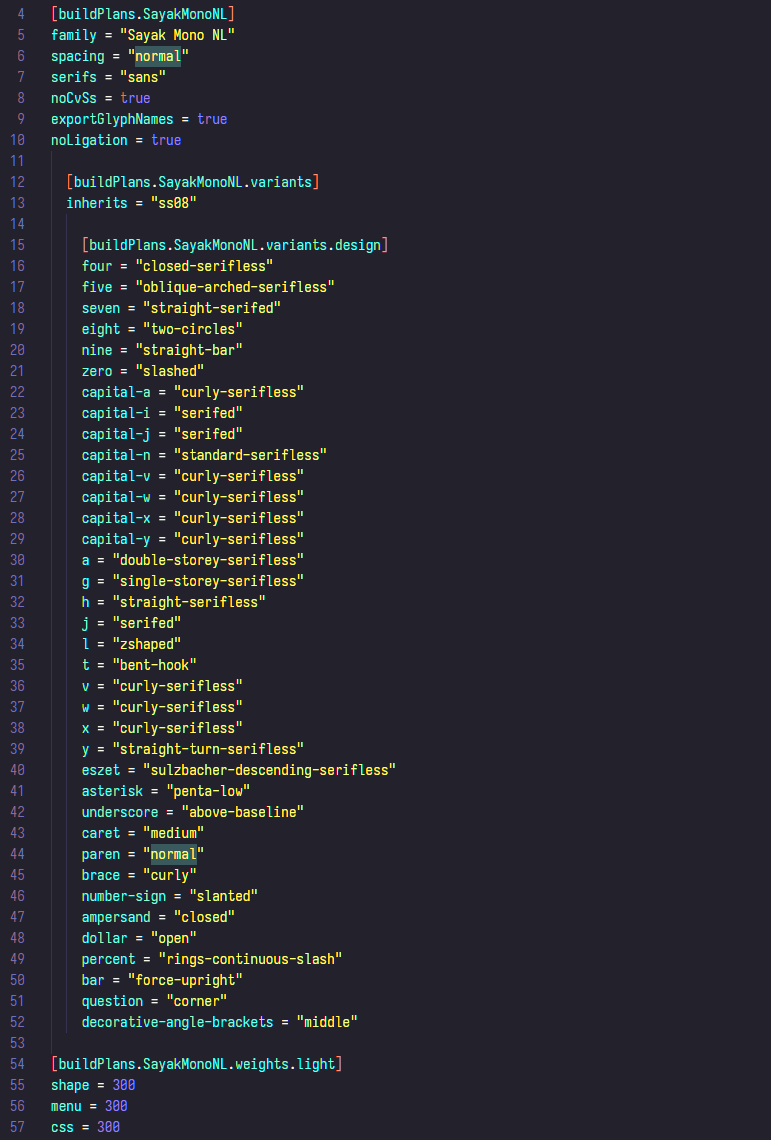 4 [buildPlans.SayakMonoNL]
5 family = "Sayak Mono NL"
6 spacing = "normal"
7 serifs = "sans"
8 noCvSs = true
9 exportGlyphNames = true
10 noLigation = true
11
12 [buildPlans.SayakMonoNL.variants]
13 inherits = "ss08"
14
15 [buildPlans.SayakMonoNL.variants.design]
16 four = "closed-serifless"
17 five = "oblique-arched-serifless"
18 seven = "straight-serifed"
19 eight = "two-circles"
20 nine = "straight-bar"
21 zero = "slashed"
22 capital-a = "curly-serifless"
23 capital-i = "serifed"
24 capital-j = "serifed"
25 capital-n = "standard-serifless"
26 capital-v = "curly-serifless"
27 capital-w = "curly-serifless"
28 capital-x = "curly-serifless"
29 capital-y = "curly-serifless"
30 a = "double-storey-serifless"
31 g = "single-storey-serifless"
32 h = "straight-serifless"
33 j = "serifed"
34 l = "zshaped"
35 t = "bent-hook"
36 v = "curly-serifless"
37 w = "curly-serifless"
38 x = "curly-serifless"
39 y = "straight-turn-serifless"
40 eszet = "sulzbacher-descending-serifless"
41 asterisk = "penta-low"
42 underscore = "above-baseline"
43 caret = "medium"
44 paren = "normal"
45 brace = "curly"
46 number-sign = "slanted"
47 ampersand = "closed"
48 dollar = "open"
49 percent = "rings-continuous-slash"
50 bar = "force-upright"
51 question = "corner"
52 decorative-angle-brackets = "middle"
53
54 [buildPlans.SayakMonoNL.weights.light]
55 shape = 300
56 menu = 300
57 css = 300